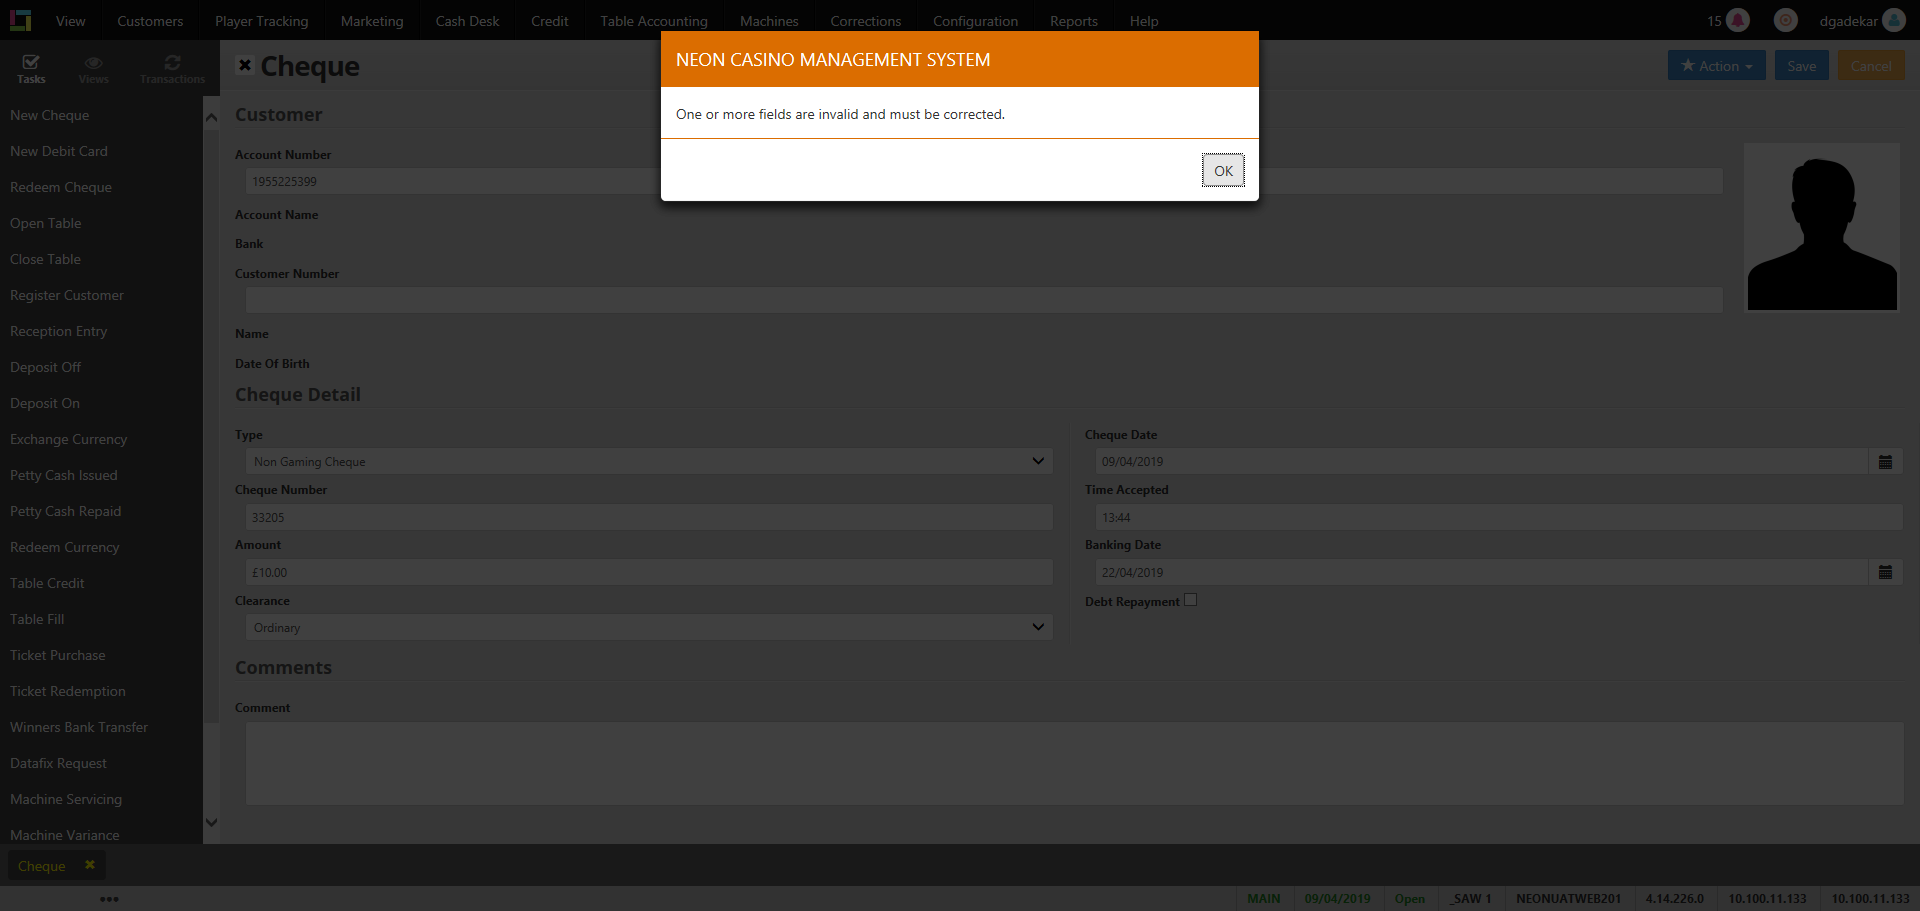 View Customers Player Tracking Marketing Cash Desk Credit Table Accounting Machines Corrections Configuration Reports Help 15 dgadekar
NEON CASINO MANAGEMENT SYSTEM
One or more fields are invalid and must be corrected.
OK
Tasks Views Transactions
New Cheque
New Debit Card
Redeem Cheque
Open Table
Close Table
Register Customer
Reception Entry
Deposit Off
Deposit On
Exchange Currency
Petty Cash Issued
Petty Cash Repaid
Redeem Currency
Table Credit
Table Fill
Ticket Purchase
Ticket Redemption
Winners Bank Transfer
Datafix Request
Machine Servicing
Machine Variance
Cheque
Action Save Cancel
Customer
Account Number
1955225399
Account Name
Bank
Customer Number
Name
Date Of Birth
Cheque Detail
Type
Non Gaming Cheque
Cheque Number
33205
Amount
£10.00
Clearance
Ordinary
Cheque Date
09/04/2019
Time Accepted
13:44
Banking Date
22/04/2019
Debt Repayment
Comments
Comment
Cheque
MAIN 09/04/2019 Open _SAW 1 NEONUATWEB201 4.14.226.0 10.100.11.133 10.100.11.133